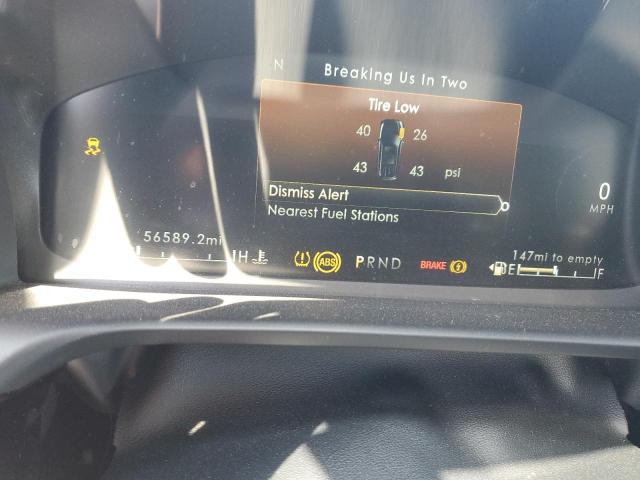 N
Breaking Us In Two
Tire Low
40 26
43 43 psi
Dismiss Alert
Nearest Fuel Stations
0
MPH
56589.2mi
H
ABS
PRND
BRAKE
147mi to empty
E F